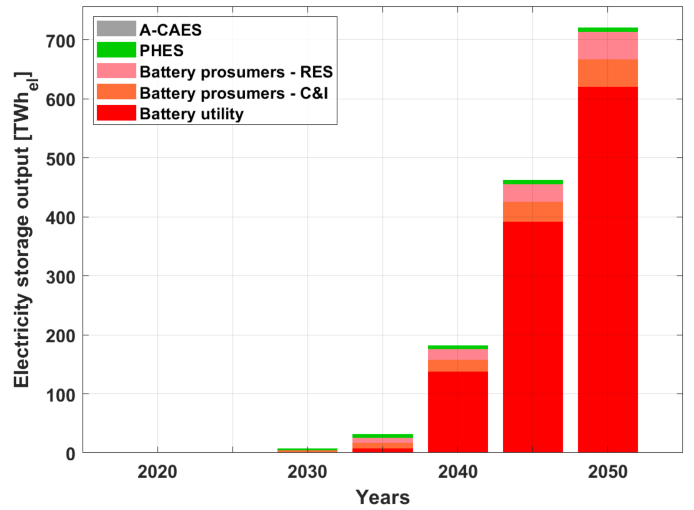 A-CAES
PHES
Battery prosumers - RES
Battery prosumers - C&I
Battery utility
Electricity storage output [TWh_el]
700
600
500
400
300
200
100
0
2020
2030
2040
2050
Years